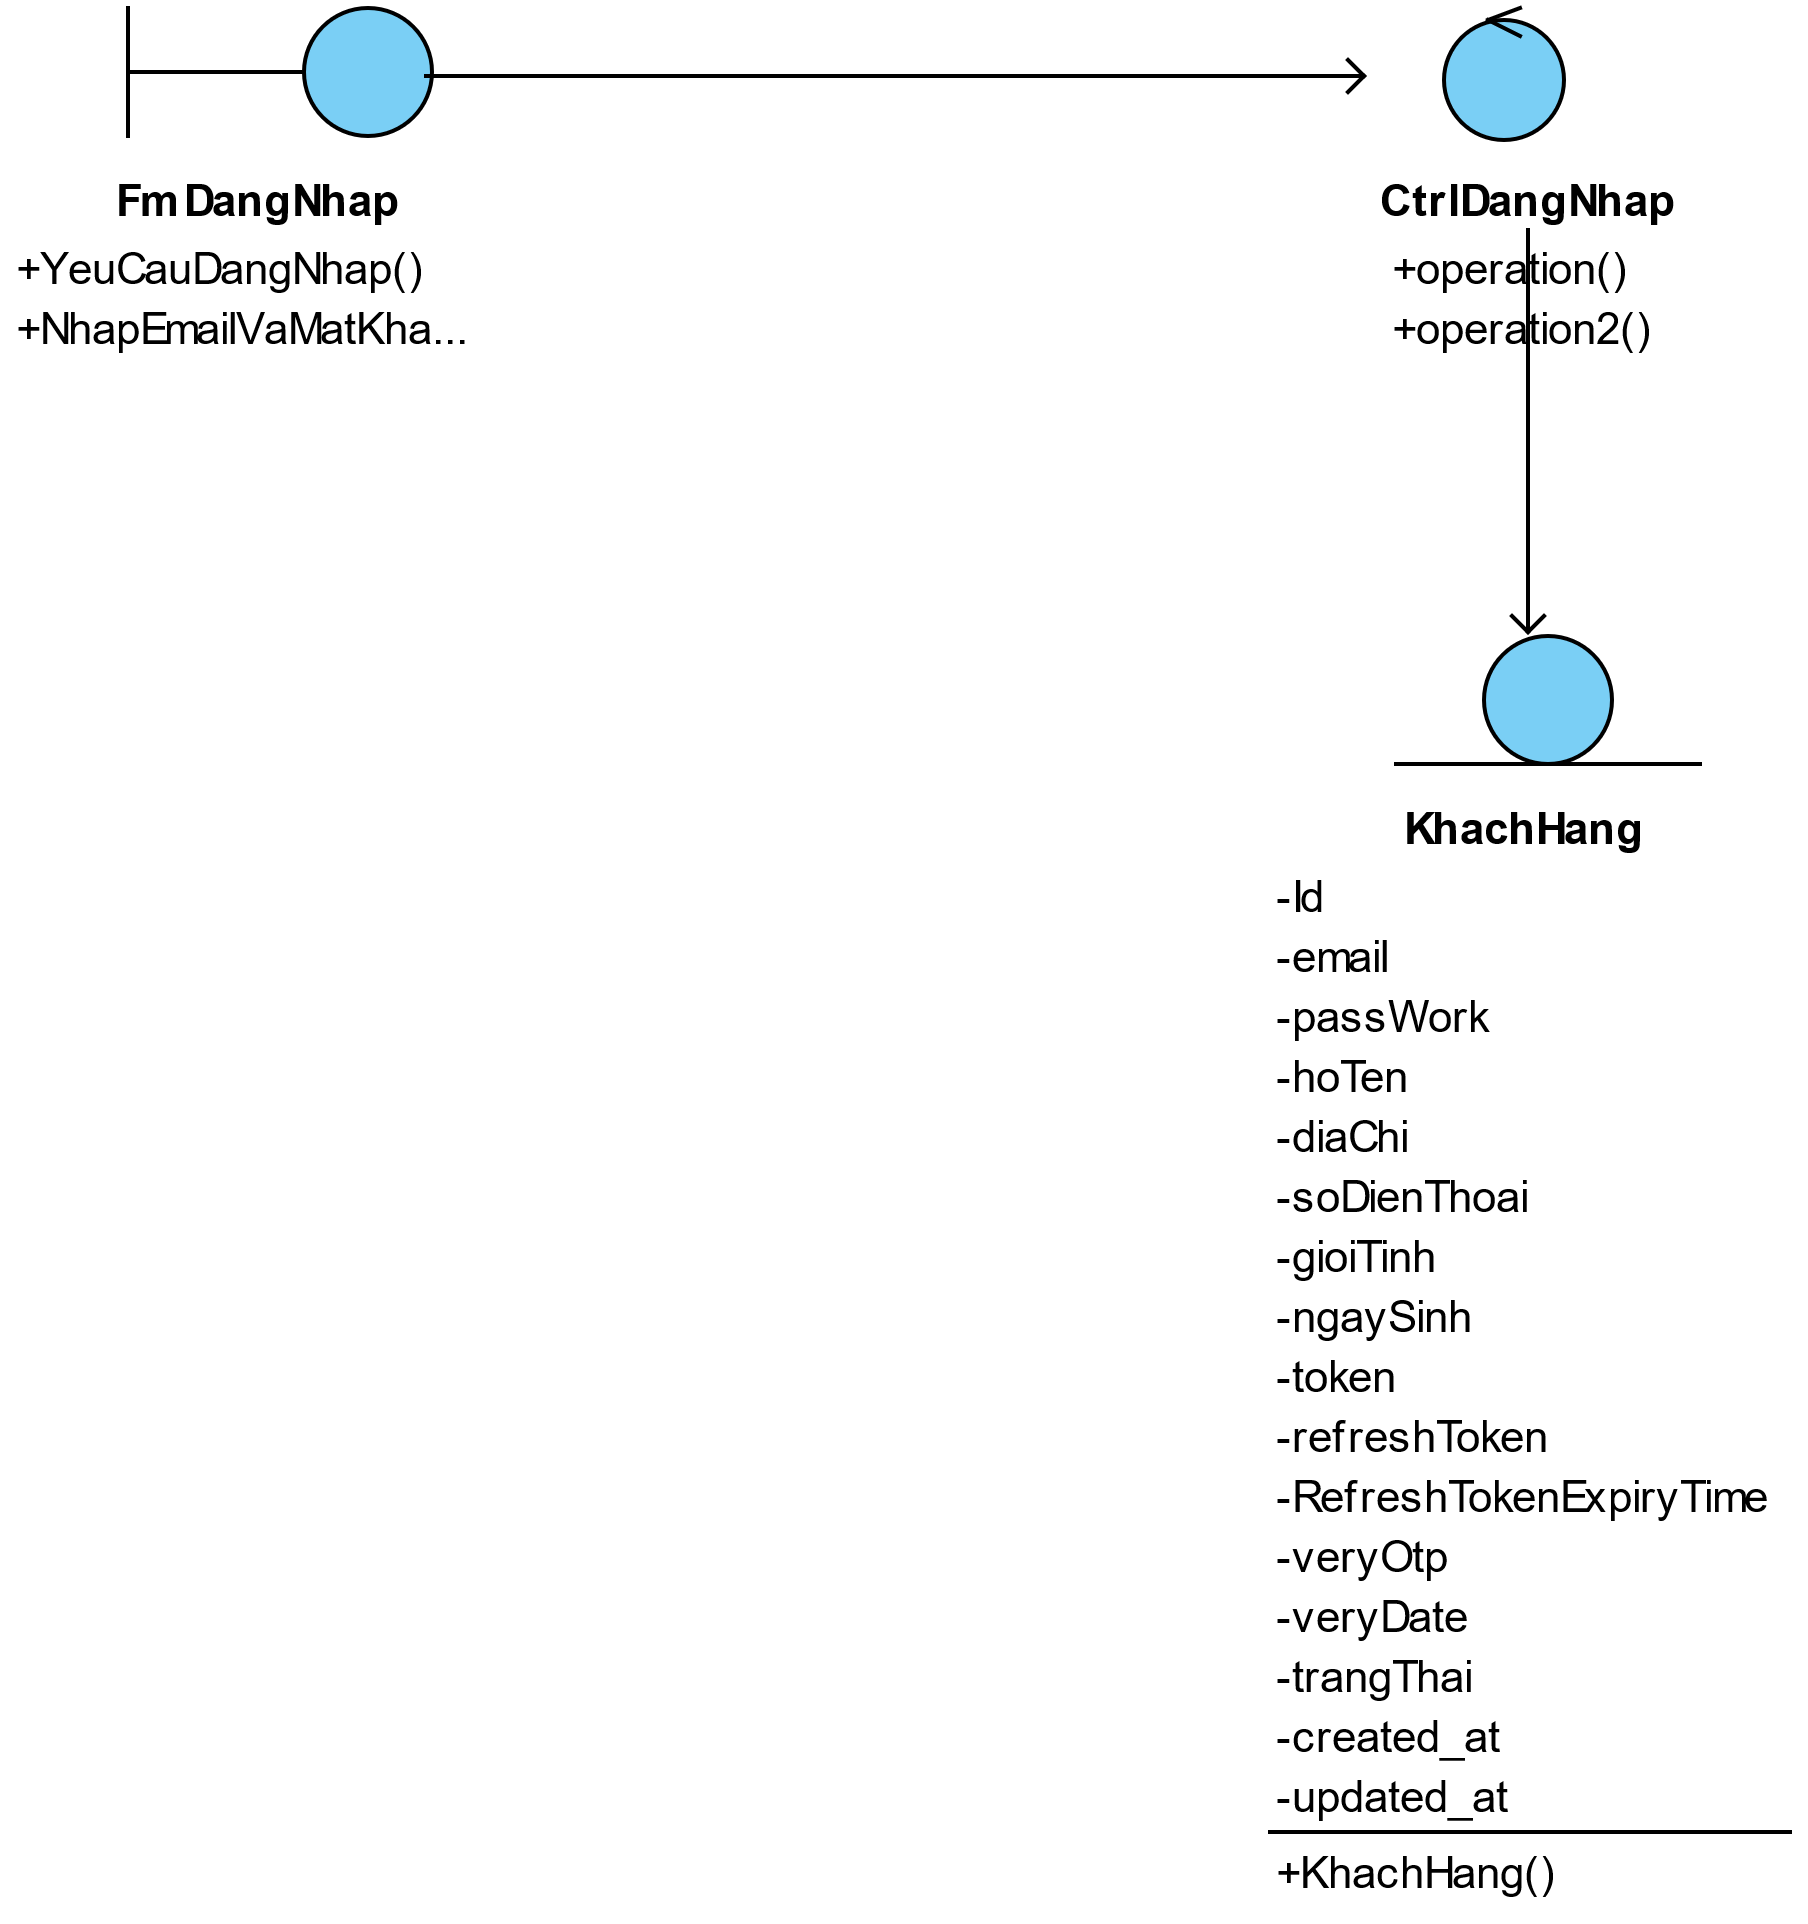 FmDangNhap
+YeuCauDangNhap()
+NhapEmailVaMatKha...
CtrlDangNhap
+operation()
+operation2()
KhachHang
-Id
-email
-passWork
-hoTen
-diaChi
-soDienThoai
-gioiTinh
-ngaySinh
-token
-refreshToken
-RefreshTokenExpiryTime
-veryOtp
-veryDate
-trangThai
-created_at
-updated_at
+KhachHang()